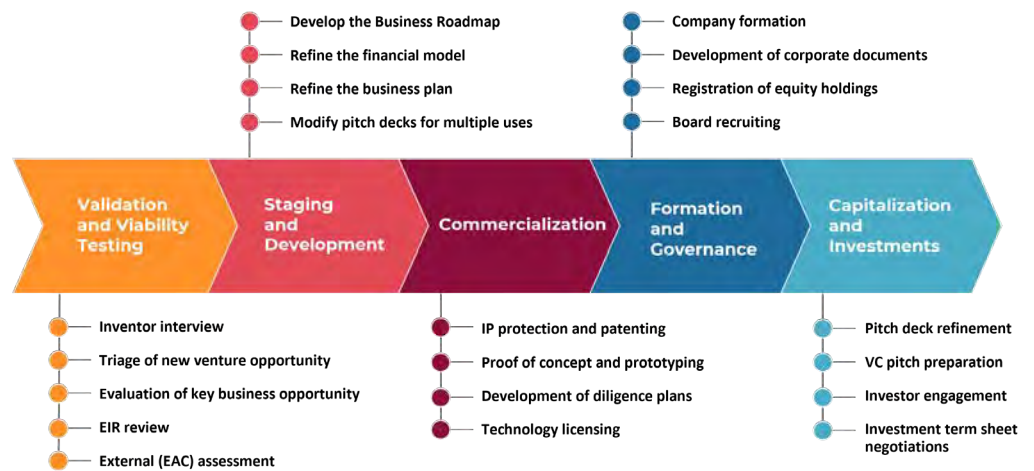 Develop the Business Roadmap
Refine the financial model
Refine the business plan
Modify pitch decks for multiple uses
Company formation
Development of corporate documents
Registration of equity holdings
Board recruiting
Validation
and Viability
Testing
Staging
and
Development
Commercialization
Formation
and
Governance
Capitalization
and
Investments
Inventor interview
Triage of new venture opportunity
Evaluation of key business opportunity
EIR review
External (EAC) assessment
IP protection and patenting
Proof of concept and prototyping
Development of diligence plans
Technology licensing
Pitch deck refinement
VC pitch preparation
Investor engagement
Investment term sheet
negotiations